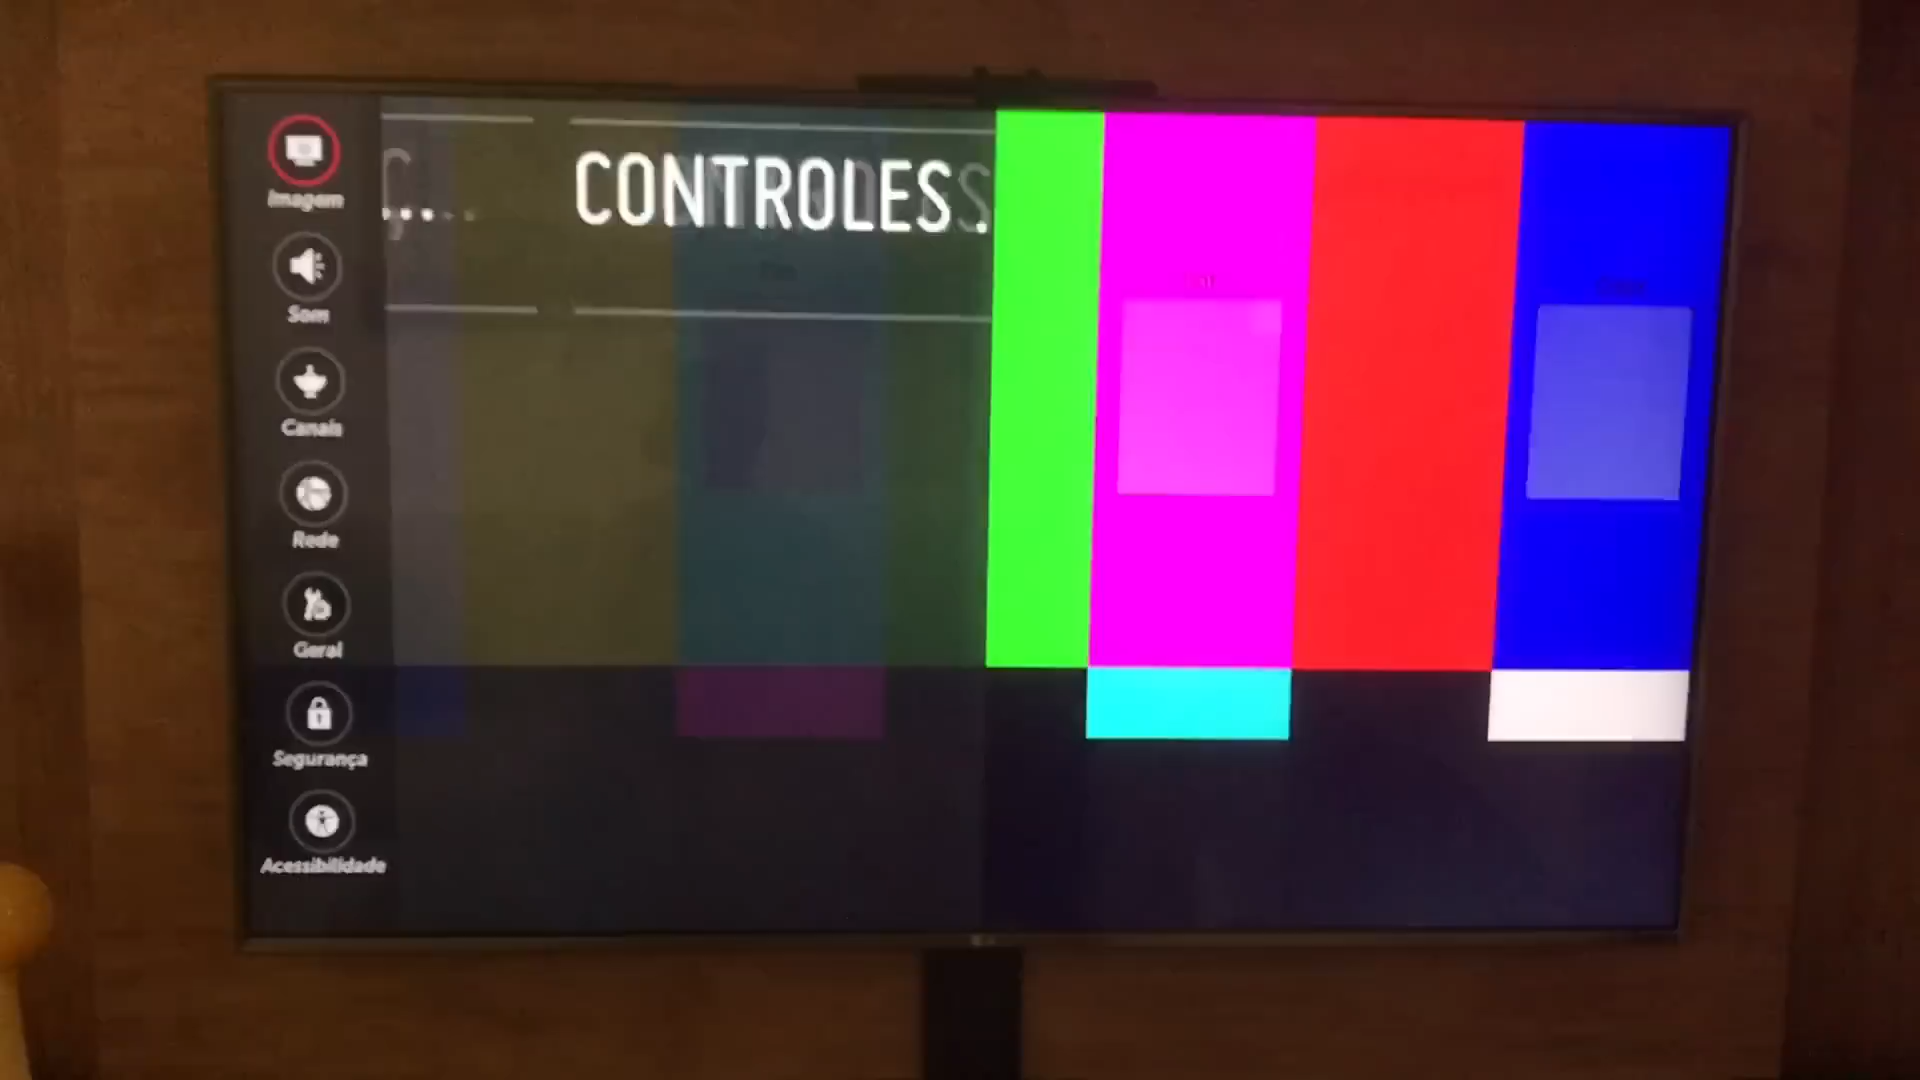 Imagem
CONTROLES.
Som
Canais
Rede
Geral
Segurança
Acessibilidade